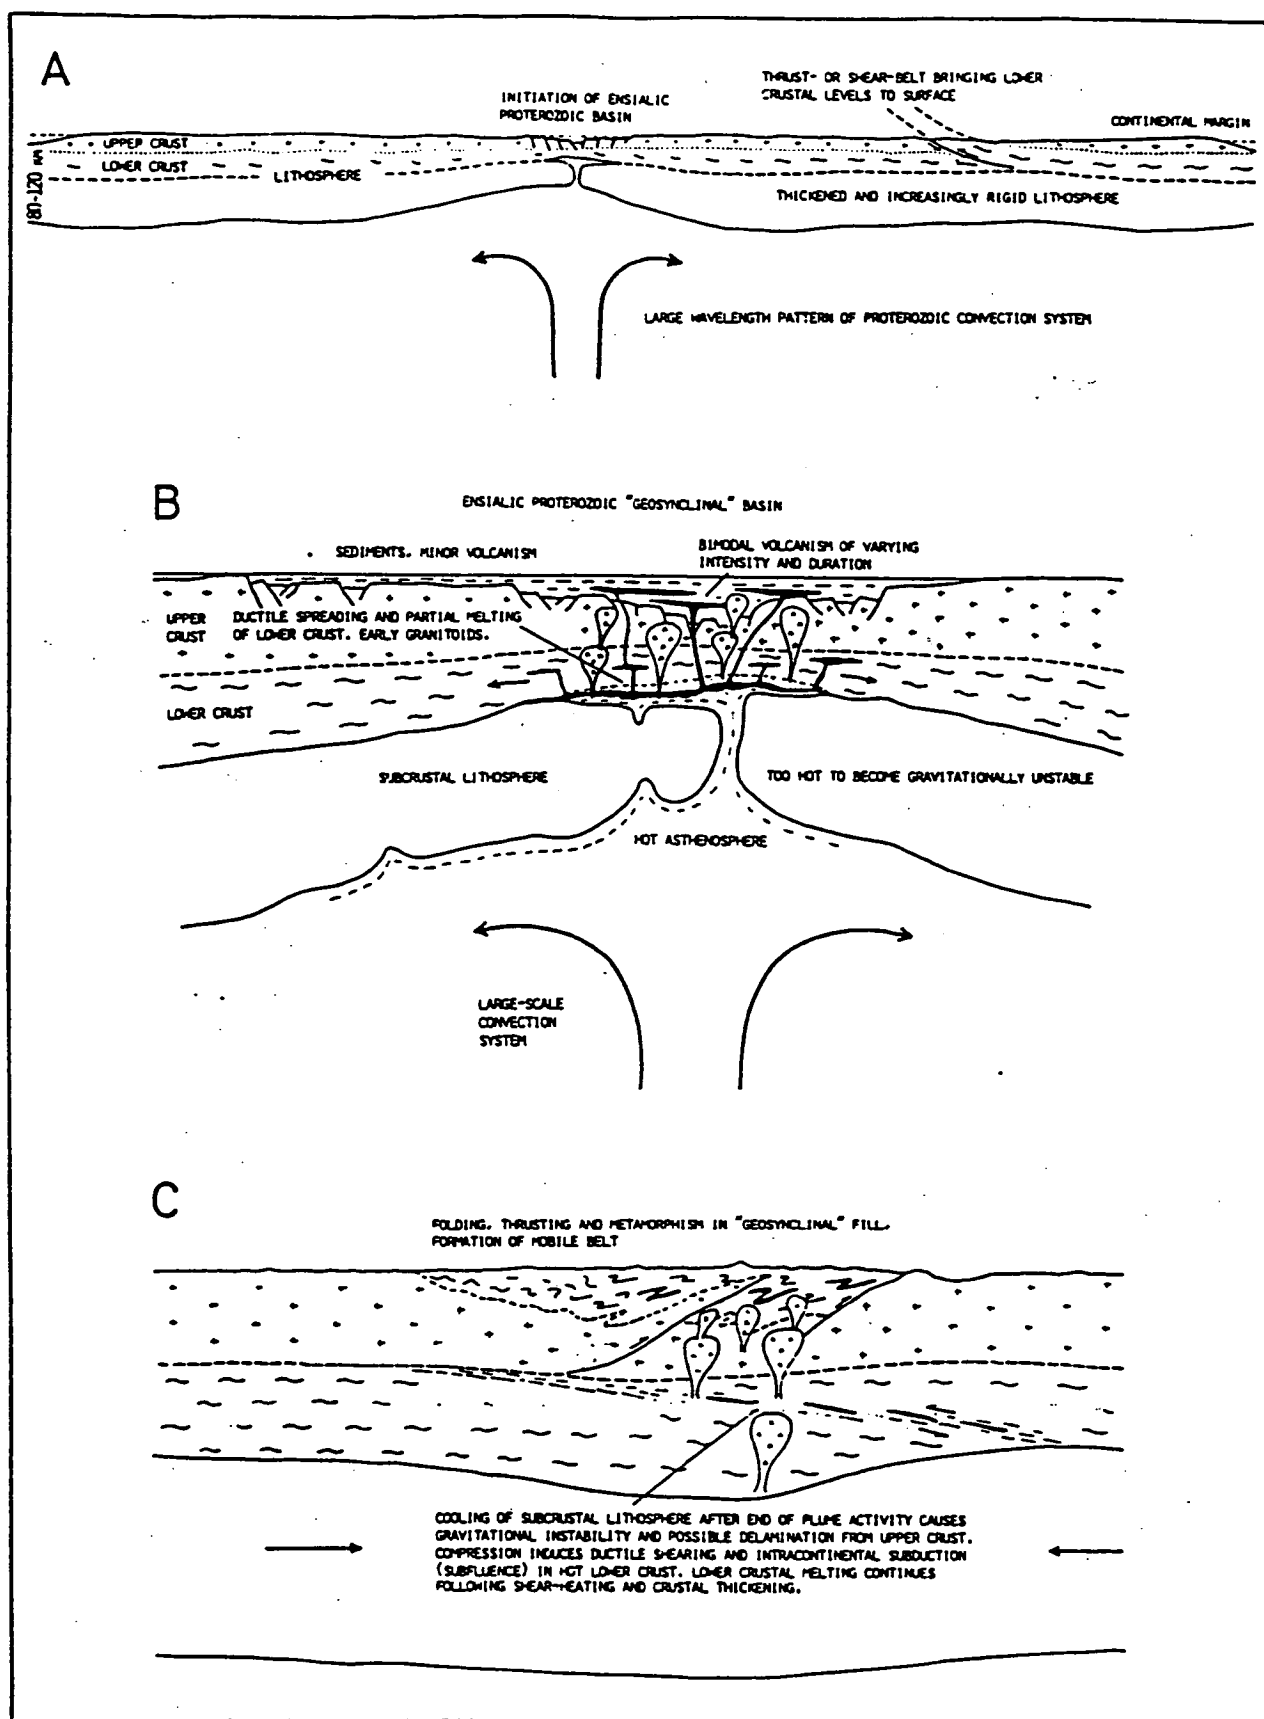 A
THRUST- OR SHEAR-BELT BRINGING LOWER
CRUSTAL LEVELS TO SURFACE
INITIATION OF ENSIALIC
PROTEROZOIC BASIN
CONTINENTAL MARGIN
UPPER CRUST
LOWER CRUST
LITHOSPHERE
80-120 KM
THICKENED AND INCREASINGLY RIGID LITHOSPHERE
LARGE WAVELENGTH PATTERN OF PROTEROZOIC CONVECTION SYSTEM
B
ENSIALIC PROTEROZOIC "GEOSYNCLINAL" BASIN
SEDIMENTS. MINOR VOLCANISM
BIMODAL VOLCANISM OF VARYING
INTENSITY AND DURATION
UPPER
CRUST
DUCTILE SPREADING AND PARTIAL MELTING
OF LOWER CRUST. EARLY GRANITOIDS.
LOWER CRUST
SUBCRUSTAL LITHOSPHERE
TOO HOT TO BECOME GRAVITATIONALLY UNSTABLE
HOT ASTHENOSPHERE
LARGE-SCALE
CONVECTION
SYSTEM
C
FOLDING. THRUSTING AND METAMORPHISM IN "GEOSYNCLINAL" FILL.
FORMATION OF MOBILE BELT
COOLING OF SUBCRUSTAL LITHOSPHERE AFTER END OF PLUME ACTIVITY CAUSES
GRAVITATIONAL INSTABILITY AND POSSIBLE DELAMINATION FROM UPPER CRUST.
COMPRESSION INDUCES DUCTILE SHEARING AND INTRACONTINENTAL SUBDUCTION
(SUBFLUENCE) IN HOT LOWER CRUST. LOWER CRUSTAL MELTING CONTINUES
FOLLOWING SHEAR-HEATING AND CRUSTAL THICKENING.